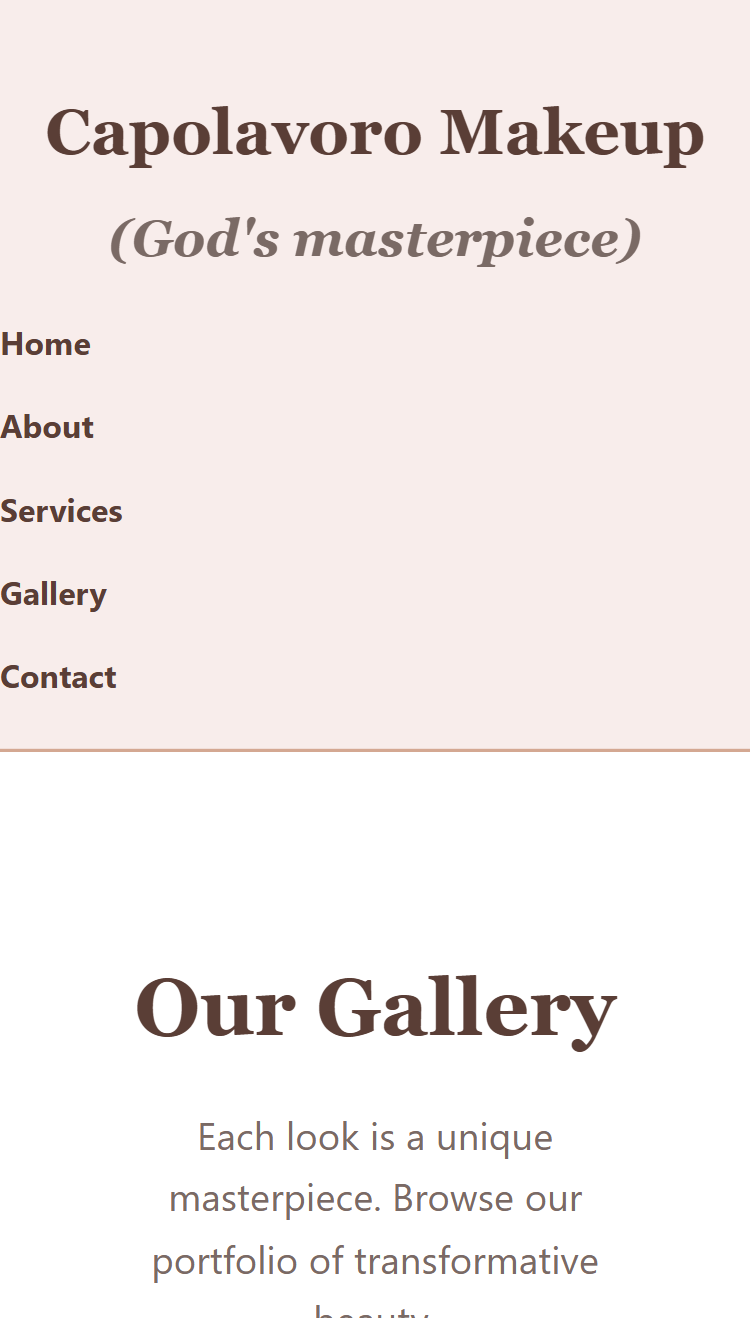 Capolavoro Makeup
(God's masterpiece)
Home
About
Services
Gallery
Contact
Our Gallery
Each look is a unique
masterpiece. Browse our
portfolio of transformative
beauty.